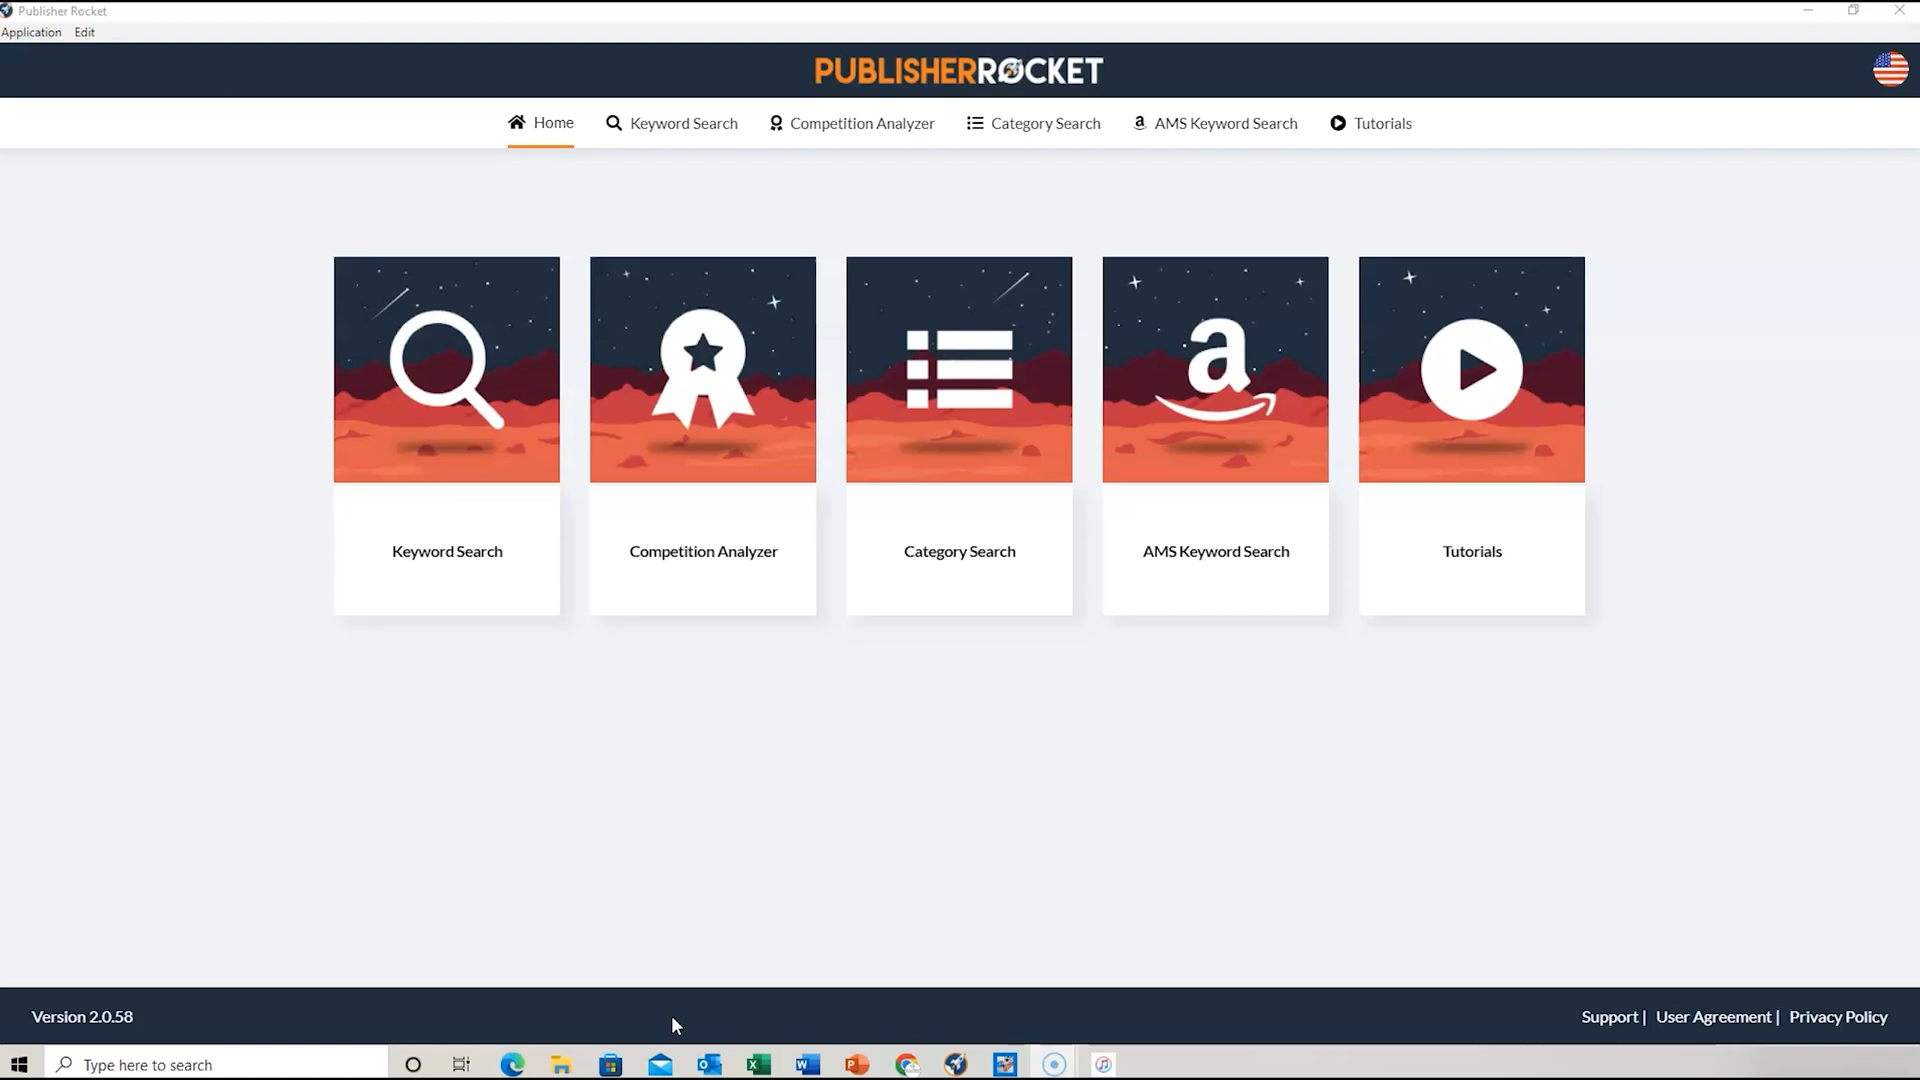 Publisher Rocket
Application Edit
PUBLISHERROCKET
Home Keyword Search Competition Analyzer Category Search AMS Keyword Search Tutorials
Keyword Search Competition Analyzer Category Search AMS Keyword Search Tutorials
Version 2.0.58 Support | User Agreement | Privacy Policy
Type here to search